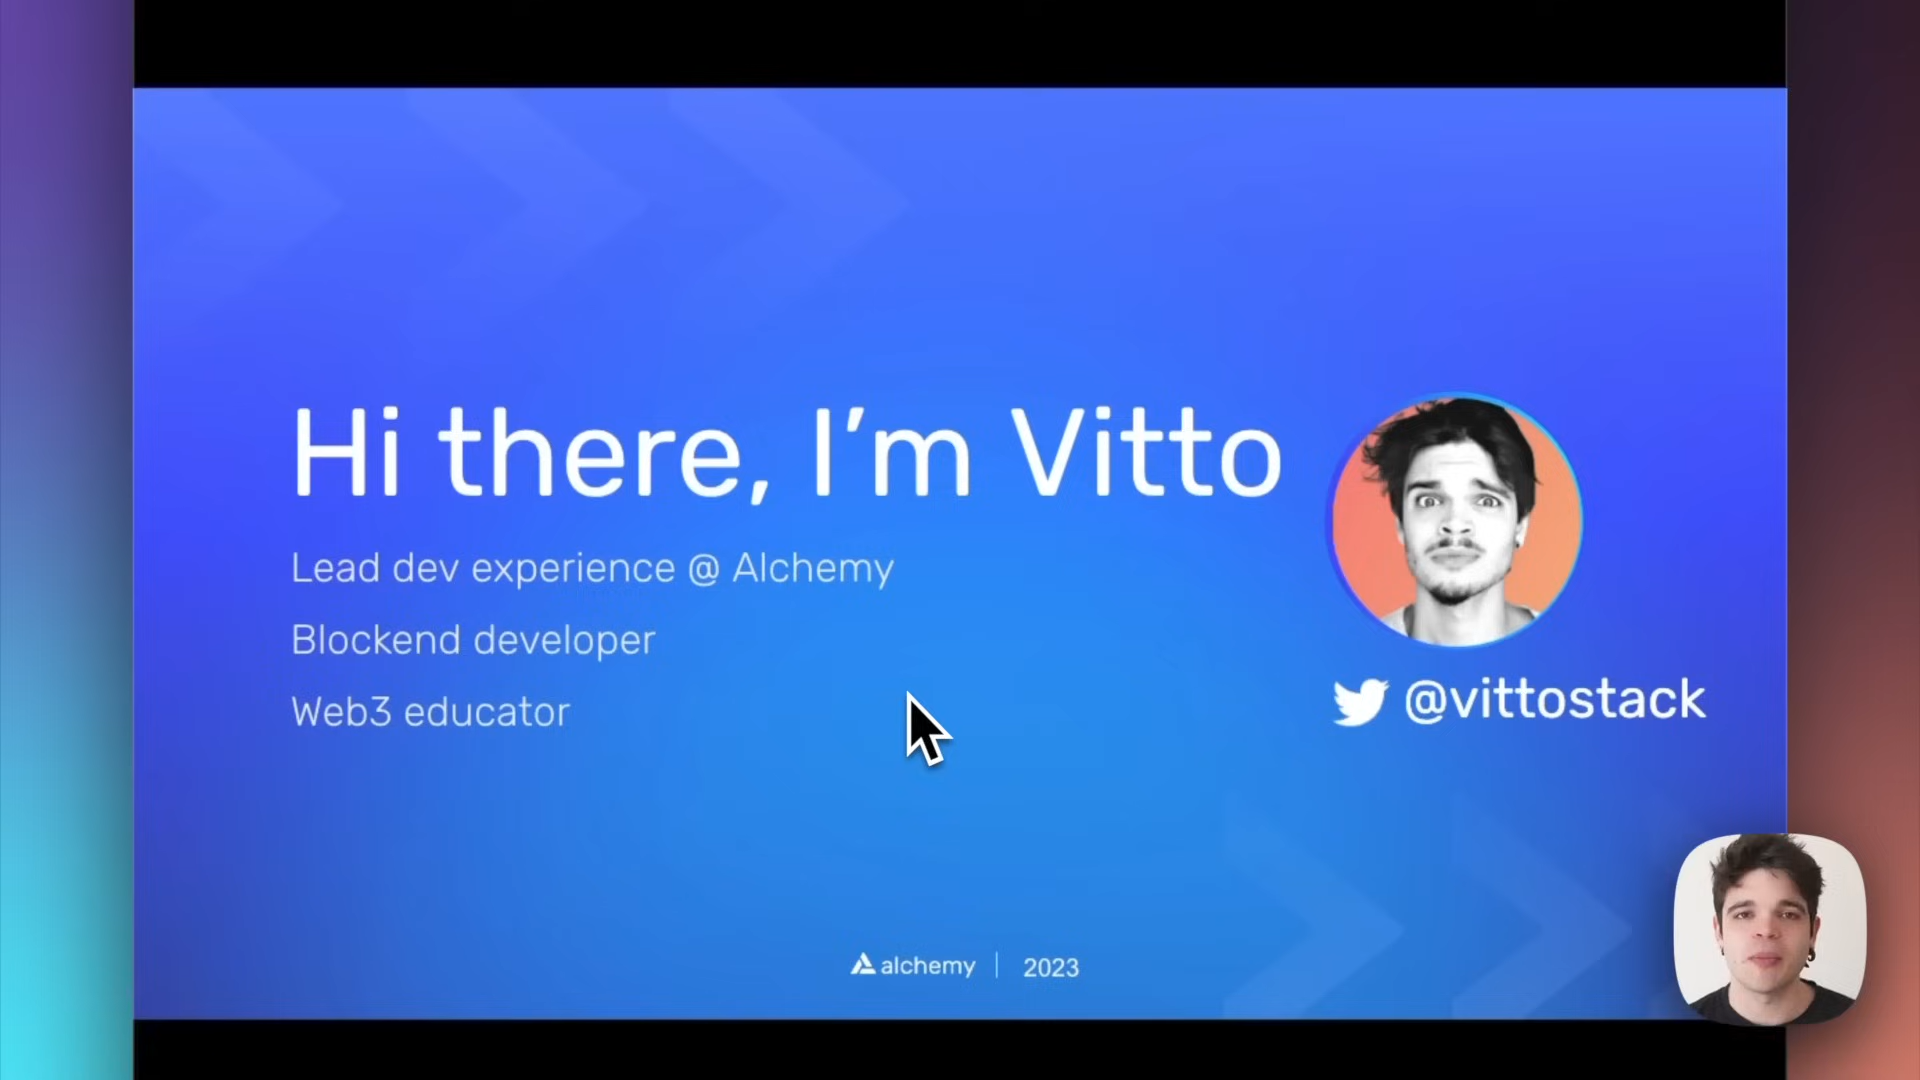 Hi there, I’m Vitto
Lead dev experience @ Alchemy
Blockend developer
Web3 educator
@vittostack
alchemy | 2023